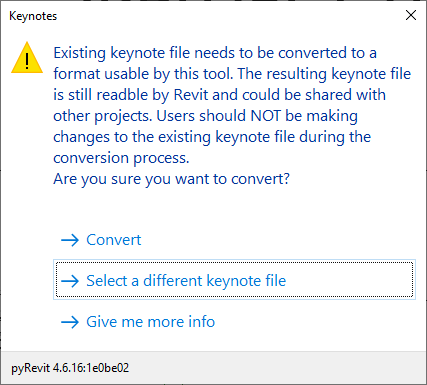 Keynotes
Existing keynote file needs to be converted to a
format usable by this tool. The resulting keynote file
is still readble by Revit and could be shared with
other projects. Users should NOT be making
changes to the existing keynote file during the
conversion process.
Are you sure you want to convert?
Convert
Select a different keynote file
Give me more info
pyRevit 4.6.16:1e0be02